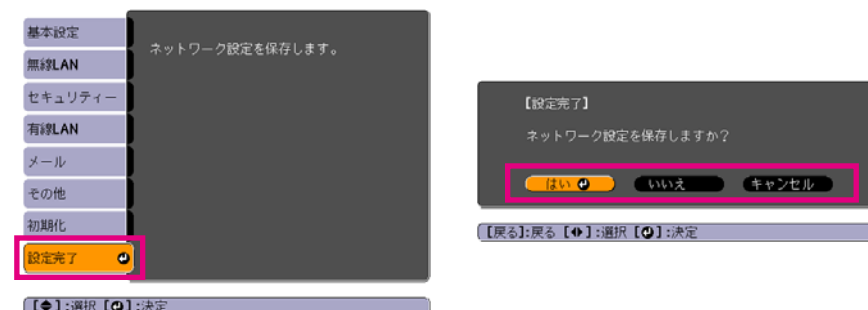 基本設定
ネットワーク設定を保存します。
無線LAN
セキュリティー
有線LAN
メール
その他
初期化
設定完了
[◆]:選択 [↵]:決定
【設定完了】
ネットワーク設定を保存しますか？
はい ↵ いいえ キャンセル
[戻る]:戻る [◆]:選択 [↵]:決定